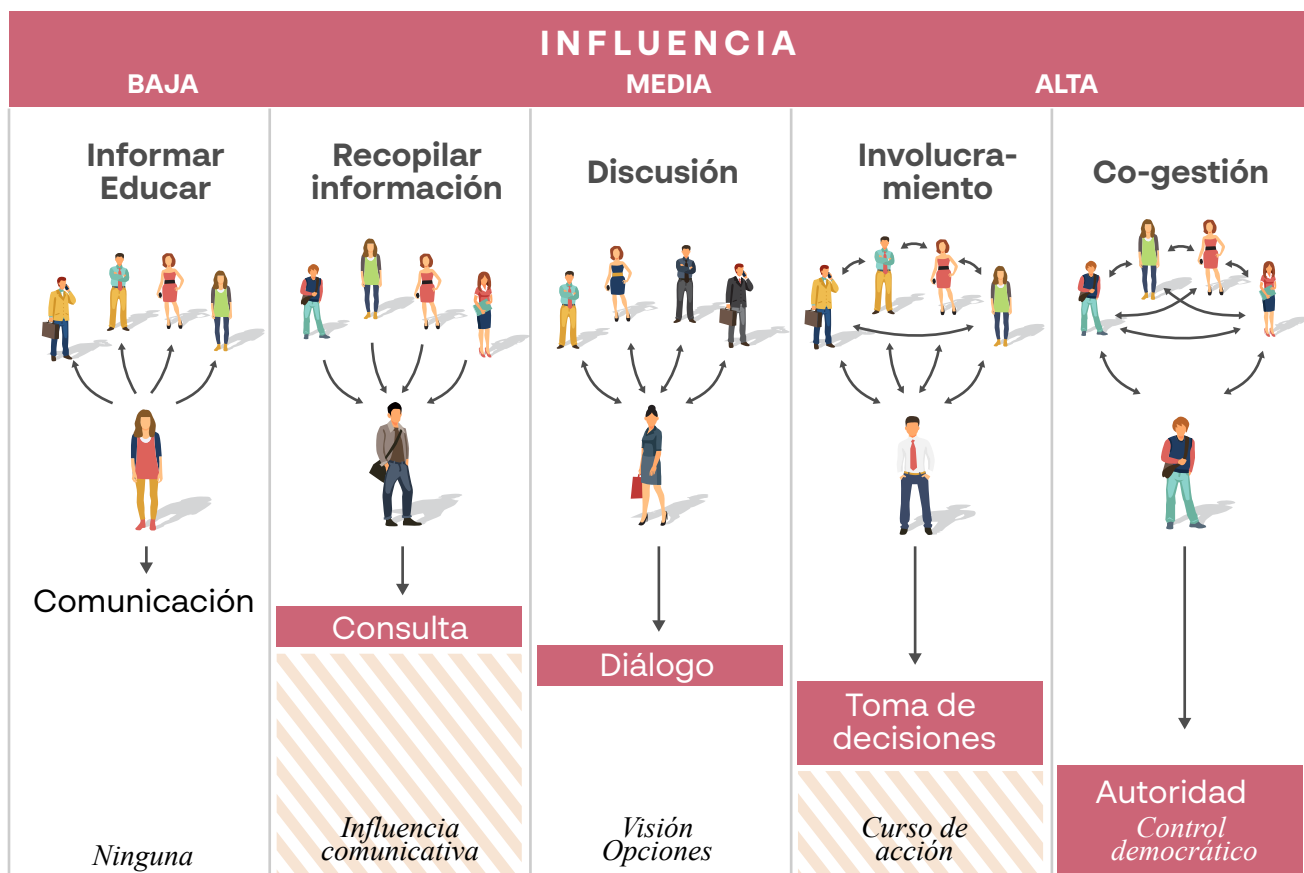 INFLUENCIA
BAJA
MEDIA
ALTA
Informar
Educar
Recopilar
información
Discusión
Involucra-
miento
Co-gestión
Comunicación
Consulta
Diálogo
Toma de
decisiones
Autoridad
Ninguna
Influencia
comunicativa
Visión
Opciones
Curso de
acción
Control
democrático